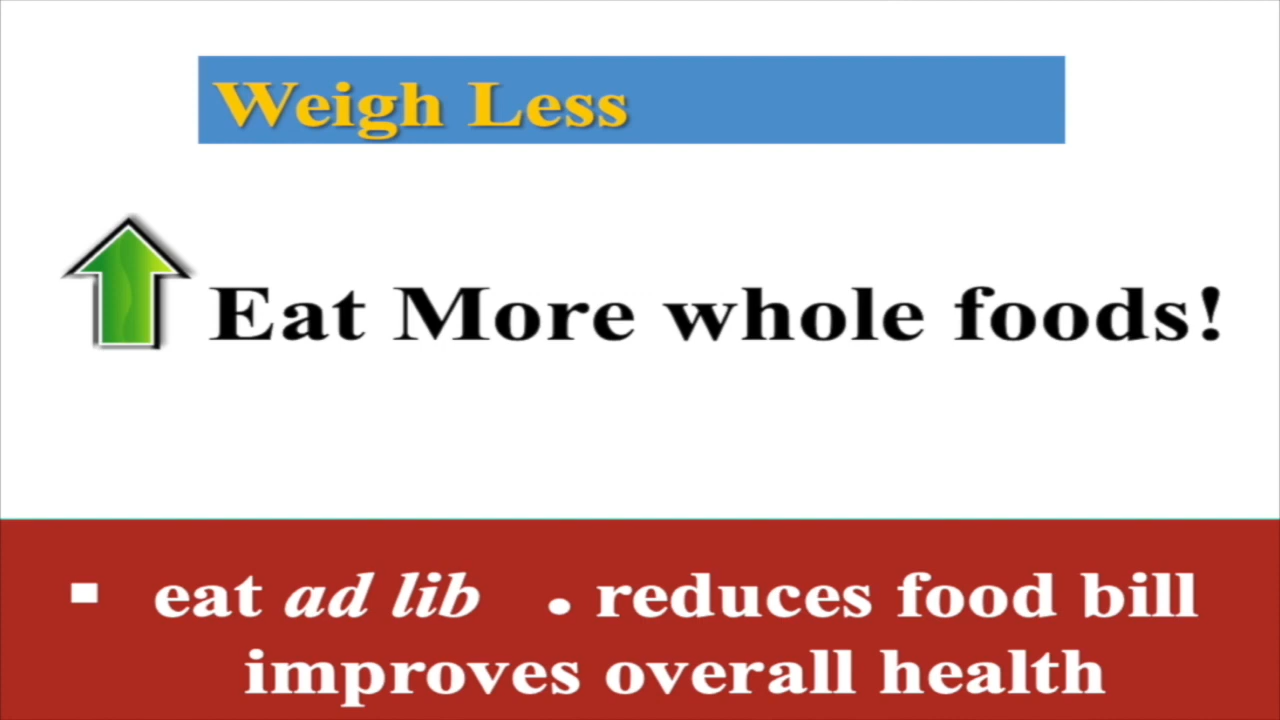 Weigh Less
Eat More whole foods!
▪ eat ad lib • reduces food bill
improves overall health